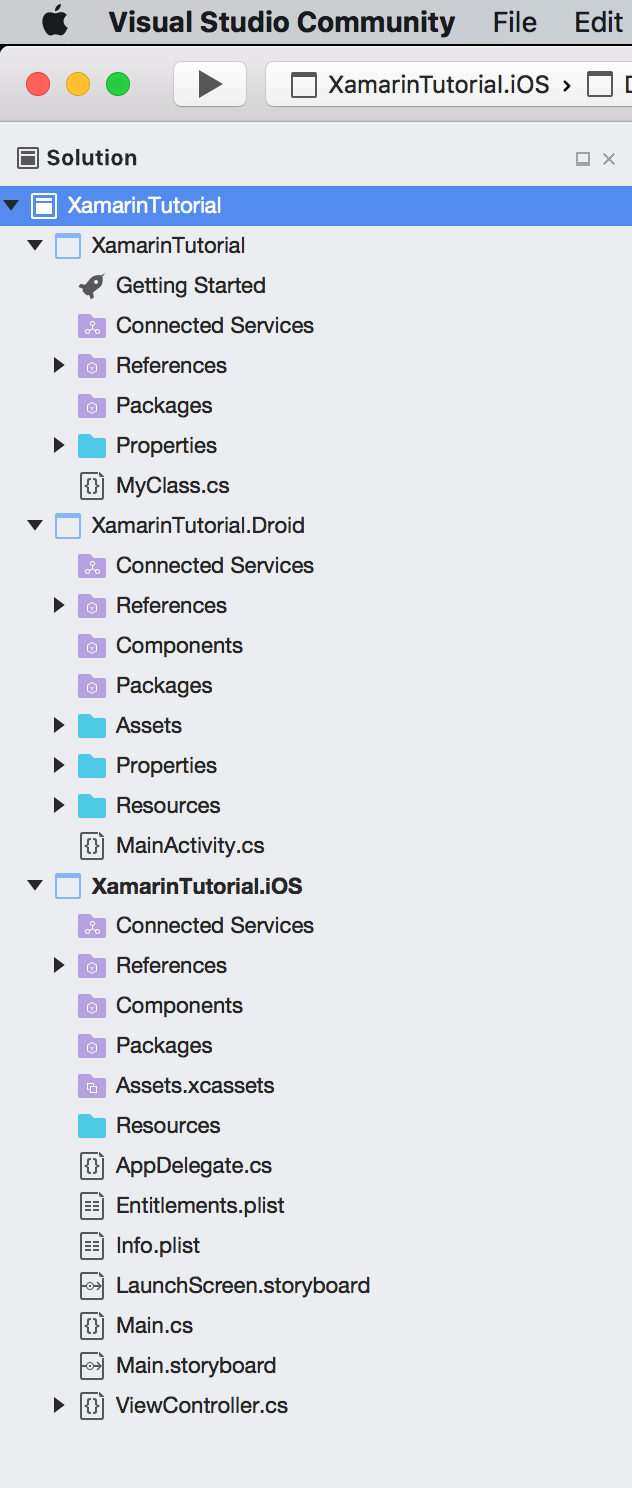 Visual Studio Community File Edit
XamarinTutorial.iOS › D
Solution
XamarinTutorial
XamarinTutorial
Getting Started
Connected Services
References
Packages
Properties
MyClass.cs
XamarinTutorial.Droid
Connected Services
References
Components
Packages
Assets
Properties
Resources
MainActivity.cs
XamarinTutorial.iOS
Connected Services
References
Components
Packages
Assets.xcassets
Resources
AppDelegate.cs
Entitlements.plist
Info.plist
LaunchScreen.storyboard
Main.cs
Main.storyboard
ViewController.cs